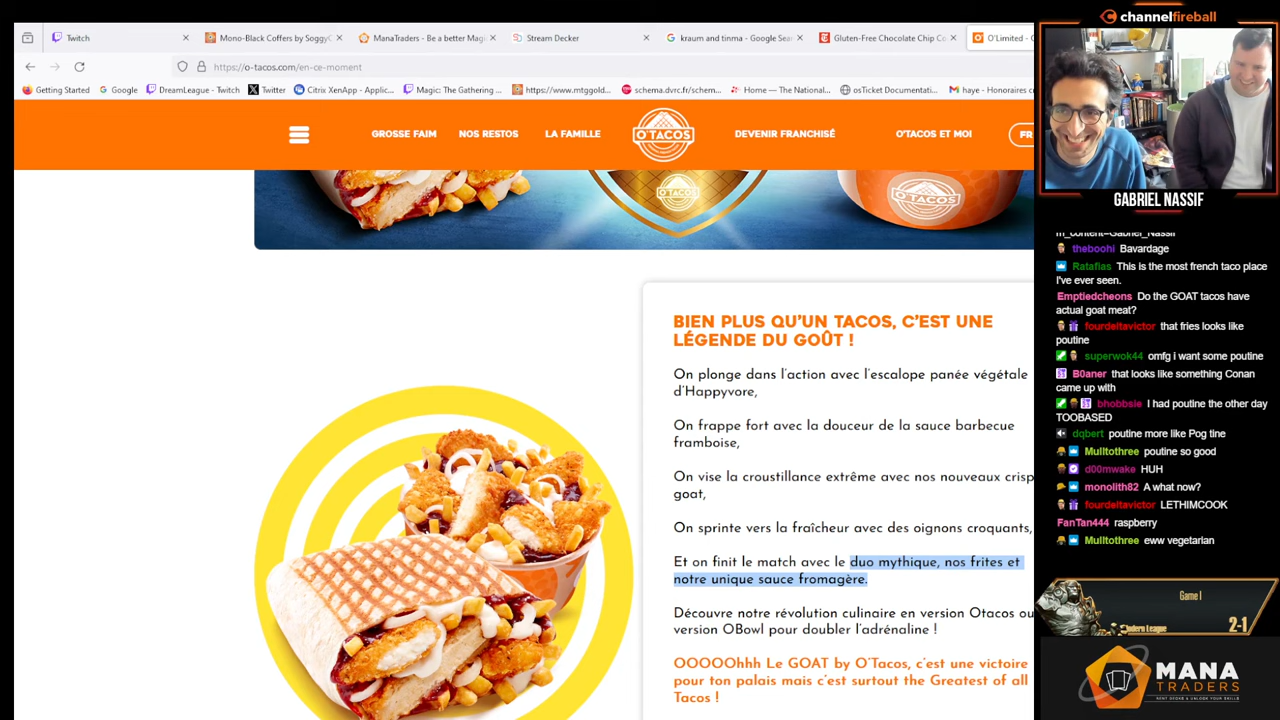 Twitch
Mono-Black Coffers by SoggyC
ManaTraders - Be a better Magi
Stream Decker
kraum and tinma - Google Sea
Gluten-Free Chocolate Chip Co
O'Limited - C
https://o-tacos.com/en-ce-moment
Getting Started
Google
DreamLeague - Twitch
Twitter
Citrix XenApp - Applic...
Magic: The Gathering ...
https://www.mtggold...
schema.dvrc.fr/schem...
Home — The National...
osTicket Documentati...
haye - Honoraires c
GROSSE FAIM
NOS RESTOS
LA FAMILLE
O'TACOS
DEVENIR FRANCHISÉ
O'TACOS ET MOI
FR
O'TACOS
O'TACOS
BIEN PLUS QU'UN TACOS, C'EST UNE
LÉGENDE DU GOÛT !
On plonge dans l'action avec l'escalope panée végétale
d'Happyvore,
On frappe fort avec la douceur de la sauce barbecue
framboise,
On vise la croustillance extrême avec nos nouveaux crisp
goat,
On sprinte vers la fraîcheur avec des oignons croquants,
Et on finit le match avec le duo mythique, nos frites et
notre unique sauce fromagère.
Découvre notre révolution culinaire en version Otacos ou
version OBowl pour doubler l'adrénaline !
OOOOOhhh Le GOAT by O'Tacos, c'est une victoire
pour ton palais mais c'est surtout the Greatest of all
Tacos !
channelfireball
GABRIEL NASSIF
m_content=Gabriel_Nassif
theboohi Bavardage
Ratafias This is the most french taco place
I've ever seen.
Emptiedcheons Do the GOAT tacos have
actual goat meat?
fourdeltavictor that fries looks like
poutine
superwok44 omfg i want some poutine
B0aner that looks like something Conan
came up with
bhobbsie I had poutine the other day
TOOBASED
dqbert poutine more like Pog tine
Mulltothree poutine so good
d00mwake HUH
monolith82 A what now?
fourdeltavictor LETHIMCOOK
FanTan444 raspberry
Mulltothree eww vegetarian
Game 1
League
2-1
MANA
TRADERS
RENT DECKS & UNLOCK YOUR SKILLS